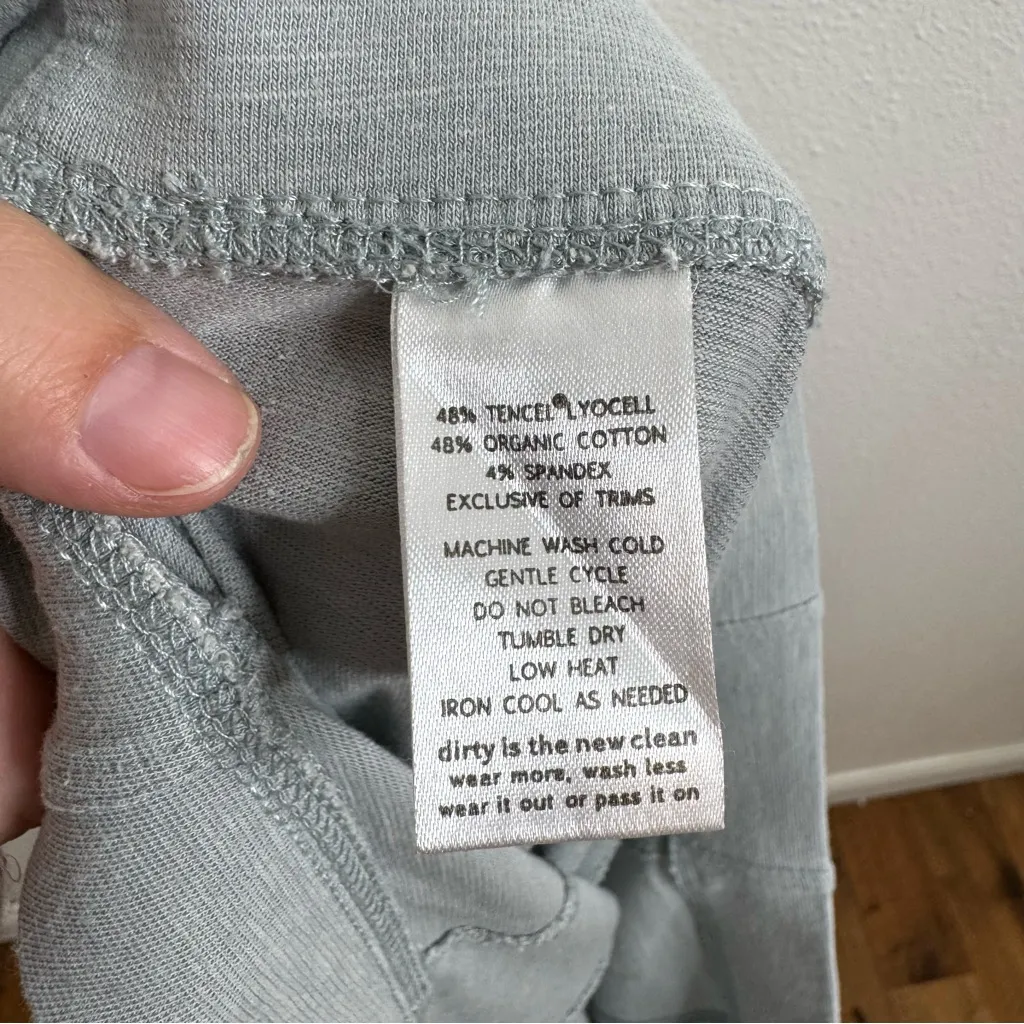 48% TENCEL® LYOCELL
48% ORGANIC COTTON
4% SPANDEX
EXCLUSIVE OF TRIMS
MACHINE WASH COLD
GENTLE CYCLE
DO NOT BLEACH
TUMBLE DRY
LOW HEAT
IRON COOL AS NEEDED
dirty is the new clean
wear more, wash less
wear it out or pass it on